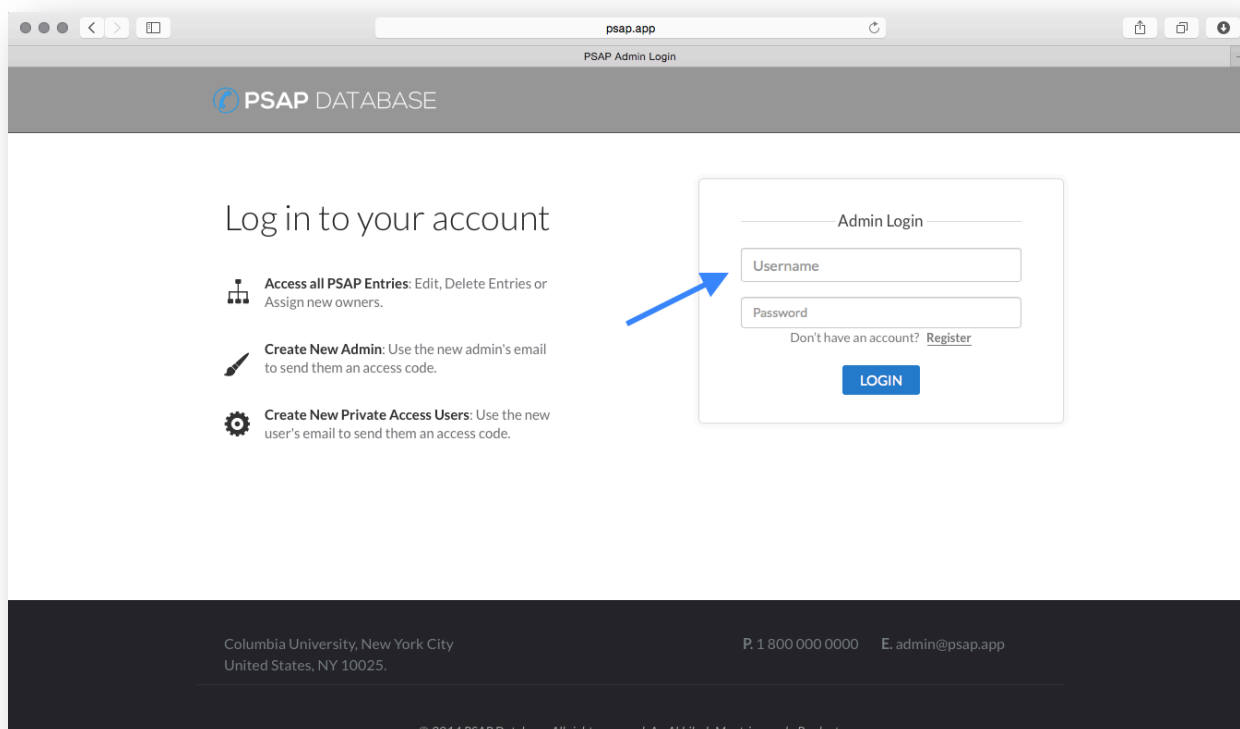 psap.app
PSAP Admin Login
PSAP DATABASE
Log in to your account
Access all PSAP Entries: Edit, Delete Entries or
Assign new owners.
Create New Admin: Use the new admin's email
to send them an access code.
Create New Private Access Users: Use the new
user's email to send them an access code.
Admin Login
Username
Password
Don't have an account? Register
LOGIN
Columbia University, New York City
United States, NY 10025.
P. 1 800 000 0000 E. admin@psap.app